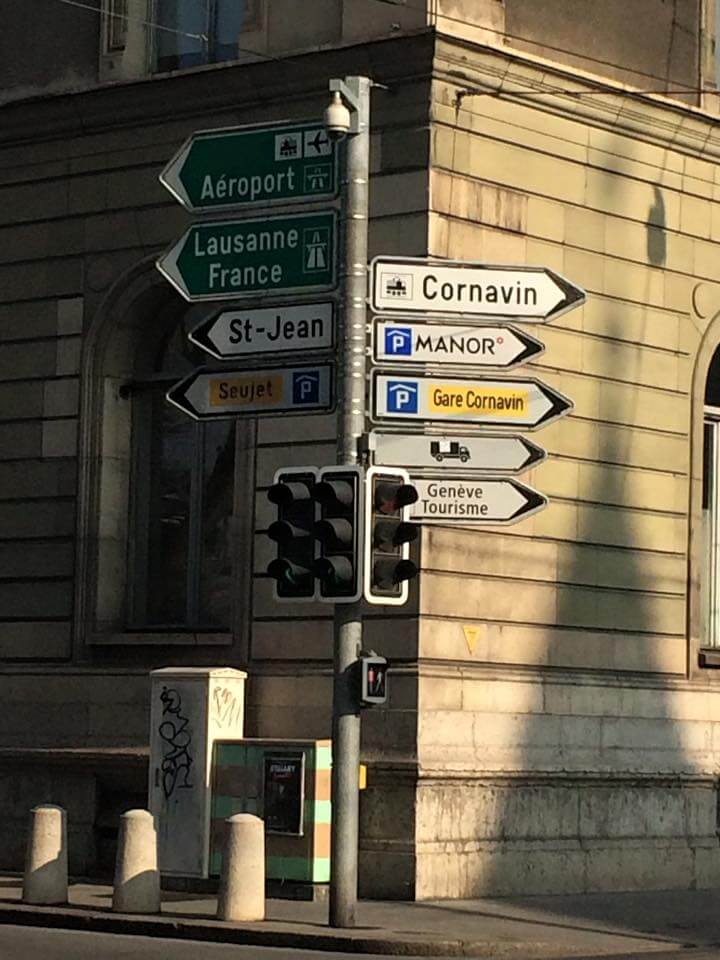 Aéroport
Lausanne
France
St-Jean
Seujet P
Cornavin
P MANOR
P Gare Cornavin
Genève
Tourisme